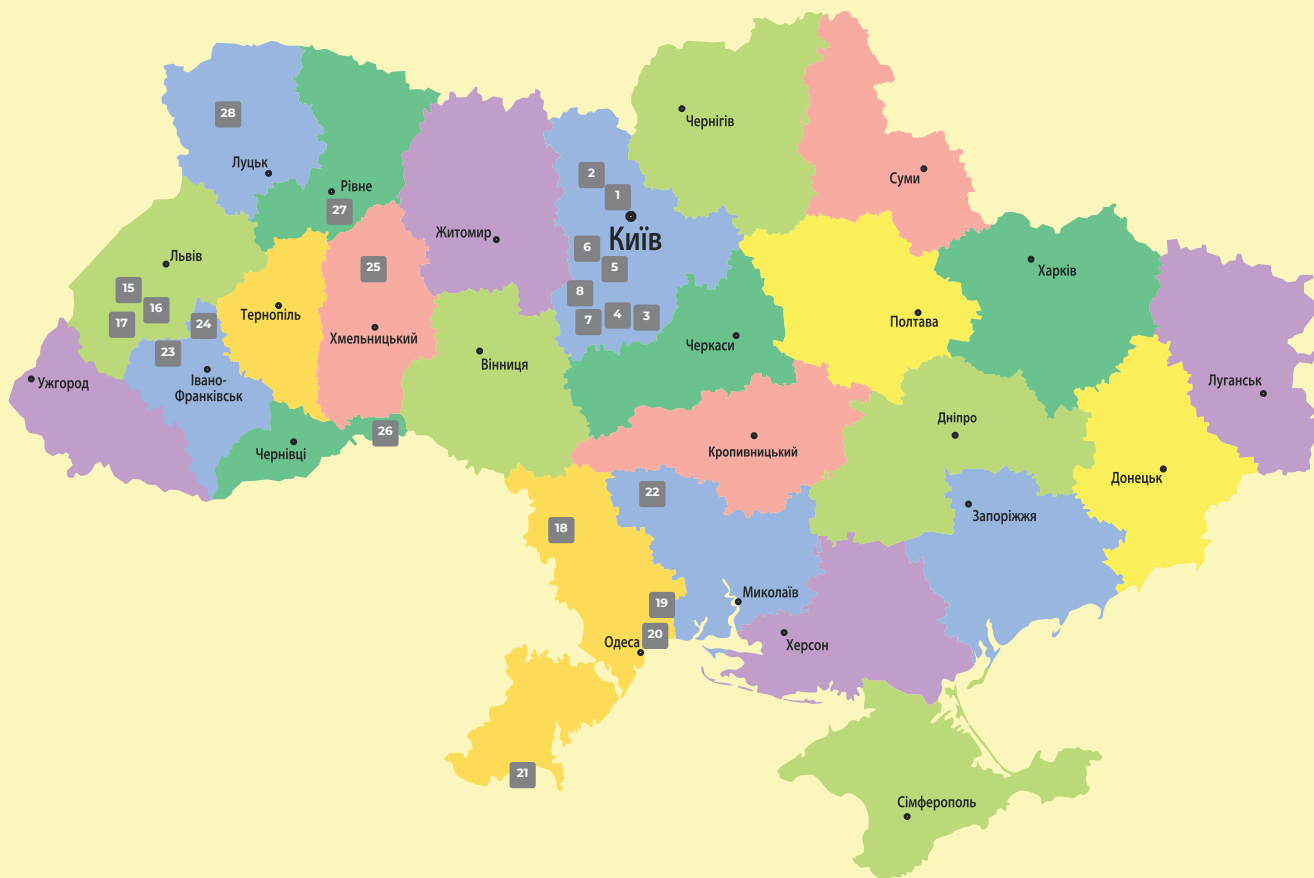 Чернігів
28
Луцьк
2
Суми
Рівне
1
27
Житомир
Київ
6
Львів
25
5
Харків
15
8
16
Тернопіль
4
3
Полтава
17
24
7
Хмельницький
Черкаси
23
Вінниця
Ужгород
Івано-
Франківськ
Луганськ
Дніпро
26
Чернівці
Кропивницький
Донецьк
22
Запоріжжя
18
Миколаїв
19
20
Одеса
Херсон
21
Сімферополь